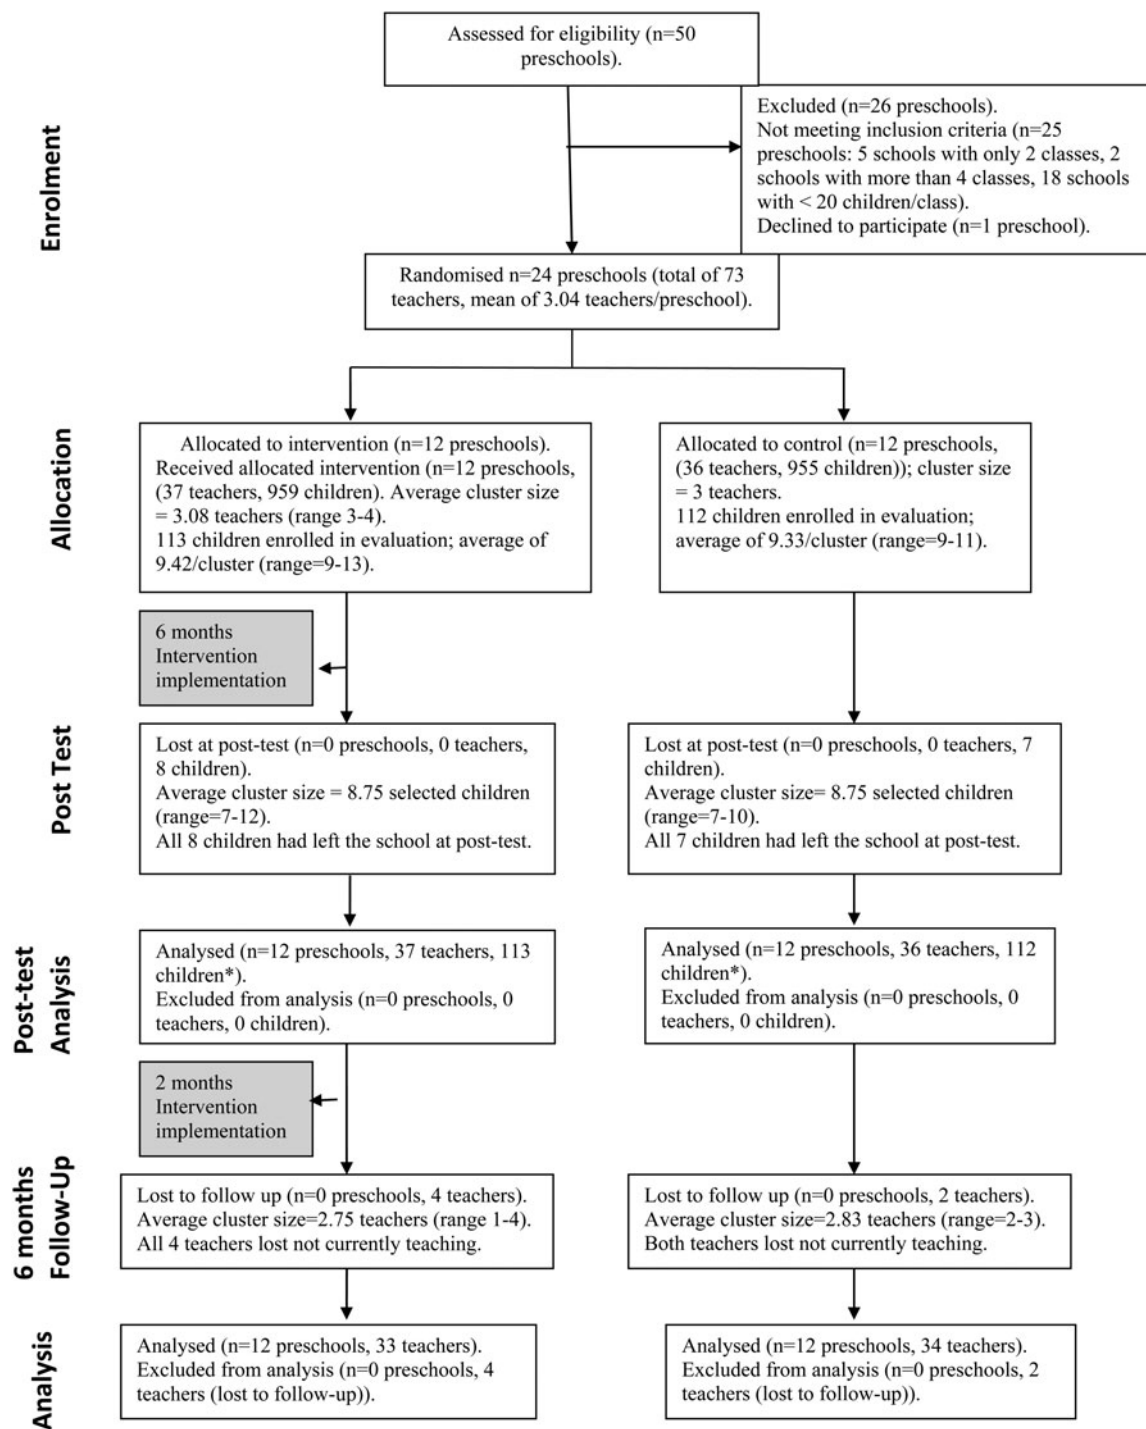 Assessed for eligibility (n=50
preschools).
Enrolment
Excluded (n=26 preschools).
Not meeting inclusion criteria (n=25
preschools: 5 schools with only 2 classes, 2
schools with more than 4 classes, 18 schools
with < 20 children/class).
Declined to participate (n=1 preschool).
Randomised n=24 preschools (total of 73
teachers, mean of 3.04 teachers/preschool).
Allocation
Allocated to intervention (n=12 preschools).
Received allocated intervention (n=12 preschools,
(37 teachers, 959 children). Average cluster size
= 3.08 teachers (range 3-4).
113 children enrolled in evaluation; average of
9.42/cluster (range=9-13).
Allocated to control (n=12 preschools,
(36 teachers, 955 children)); cluster size
= 3 teachers.
112 children enrolled in evaluation;
average of 9.33/cluster (range=9-11).
6 months
Intervention
implementation
Post Test
Lost at post-test (n=0 preschools, 0 teachers,
8 children).
Average cluster size = 8.75 selected children
(range=7-12).
All 8 children had left the school at post-test.
Lost at post-test (n=0 preschools, 0 teachers, 7
children).
Average cluster size= 8.75 selected children
(range=7-10).
All 7 children had left the school at post-test.
Post-test
Analysis
Analysed (n=12 preschools, 37 teachers, 113
children*).
Excluded from analysis (n=0 preschools, 0
teachers, 0 children).
Analysed (n=12 preschools, 36 teachers, 112
children*).
Excluded from analysis (n=0 preschools, 0
teachers, 0 children).
2 months
Intervention
implementation
6 months
Follow-Up
Lost to follow up (n=0 preschools, 4 teachers).
Average cluster size=2.75 teachers (range 1-4).
All 4 teachers lost not currently teaching.
Lost to follow up (n=0 preschools, 2 teachers).
Average cluster size=2.83 teachers (range=2-3).
Both teachers lost not currently teaching.
Analysis
Analysed (n=12 preschools, 33 teachers).
Excluded from analysis (n=0 preschools, 4
teachers (lost to follow-up)).
Analysed (n=12 preschools, 34 teachers).
Excluded from analysis (n=0 preschools, 2
teachers (lost to follow-up)).